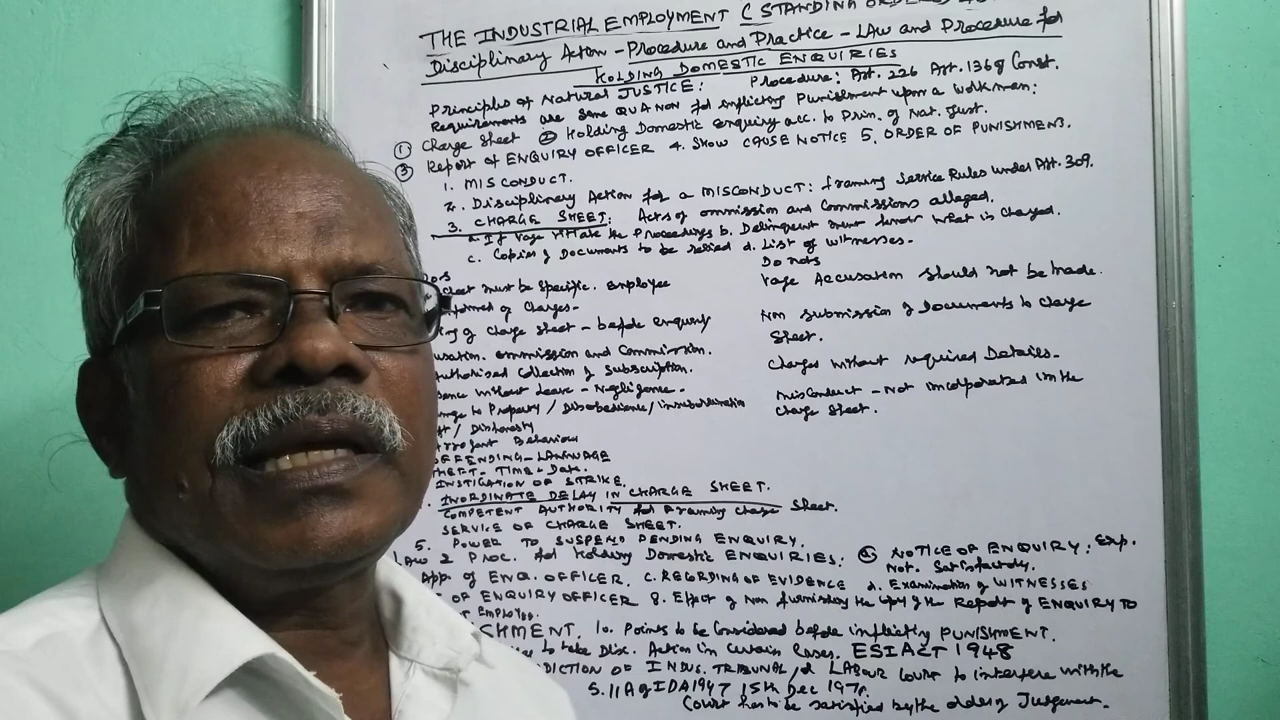 THE INDUSTRIAL EMPLOYMENT ( STANDING ORDERS
Disciplinary Action - Procedure and Practice - Law and Procedure for
HOLDING DOMESTIC ENQUIRIES
Principles of Natural JUSTICE: Procedure: Art. 226 Art. 136 of Const.
Requirements are sine QUA NON for inflicting Punishment upon a workman:
① Charge Sheet ② Holding Domestic enquiry acc. to Prin. of Nat. Just.
③ Report of ENQUIRY OFFICER 4. SHOW CAUSE NOTICE 5. ORDER OF PUNISHMENT.
1. MISCONDUCT.
2. Disciplinary Action for a MISCONDUCT: framing Service Rules under Art. 309.
3. CHARGE SHEET: Acts of ommission and Commissions alleged.
a. If vage vitiate the Proceedings b. Delinquent must know what is charged.
c. Copies of Documents to be relied d. List of witnesses.
Do nots
must be specific. employee
Vage Accusation should not be made.
of Charges-
of charge sheet - before enquiry
Non submission of Documents to charge
Sheet.
ommission and Commission.
Collection of Subscription.
Charges without required Details-
without Leave - Negligence.
to Property / Disobedience / insubordination
misconduct - Not incorporated in the
charge sheet.
/ Dishonesty
Behaviour
LANGUAGE
TIME & Date.
INSTIGATION OF STRIKE.
INORDINATE DELAY IN CHARGE SHEET.
COMPETENT AUTHORITY for Framing charge Sheet.
SERVICE OF CHARGE SHEET.
5. POWER TO SUSPEND PENDING ENQUIRY.
Law & Proc. for Holding Domestic ENQUIRIES: ⓐ NOTICE OF ENQUIRY: Exp.
Not. Satisfactory.
App. of ENQ. OFFICER. C. RECORDING OF EVIDENCE d. Examination of WITNESSES
OF ENQUIRY OFFICER 8. Effect of Non furnishing the copy of the Report of ENQUIRY TO
10. Points to be Considered before inflicting PUNISHMENT.
to take Disc. Action in Certain Cases. ESI ACT 1948
OF INDUS. TRIBUNAL / LABOUR Court to interfere with the
S. 11 A of IDA 1947 15th Dec 1971.
Court has to be satisfied by the orders of Judgement.